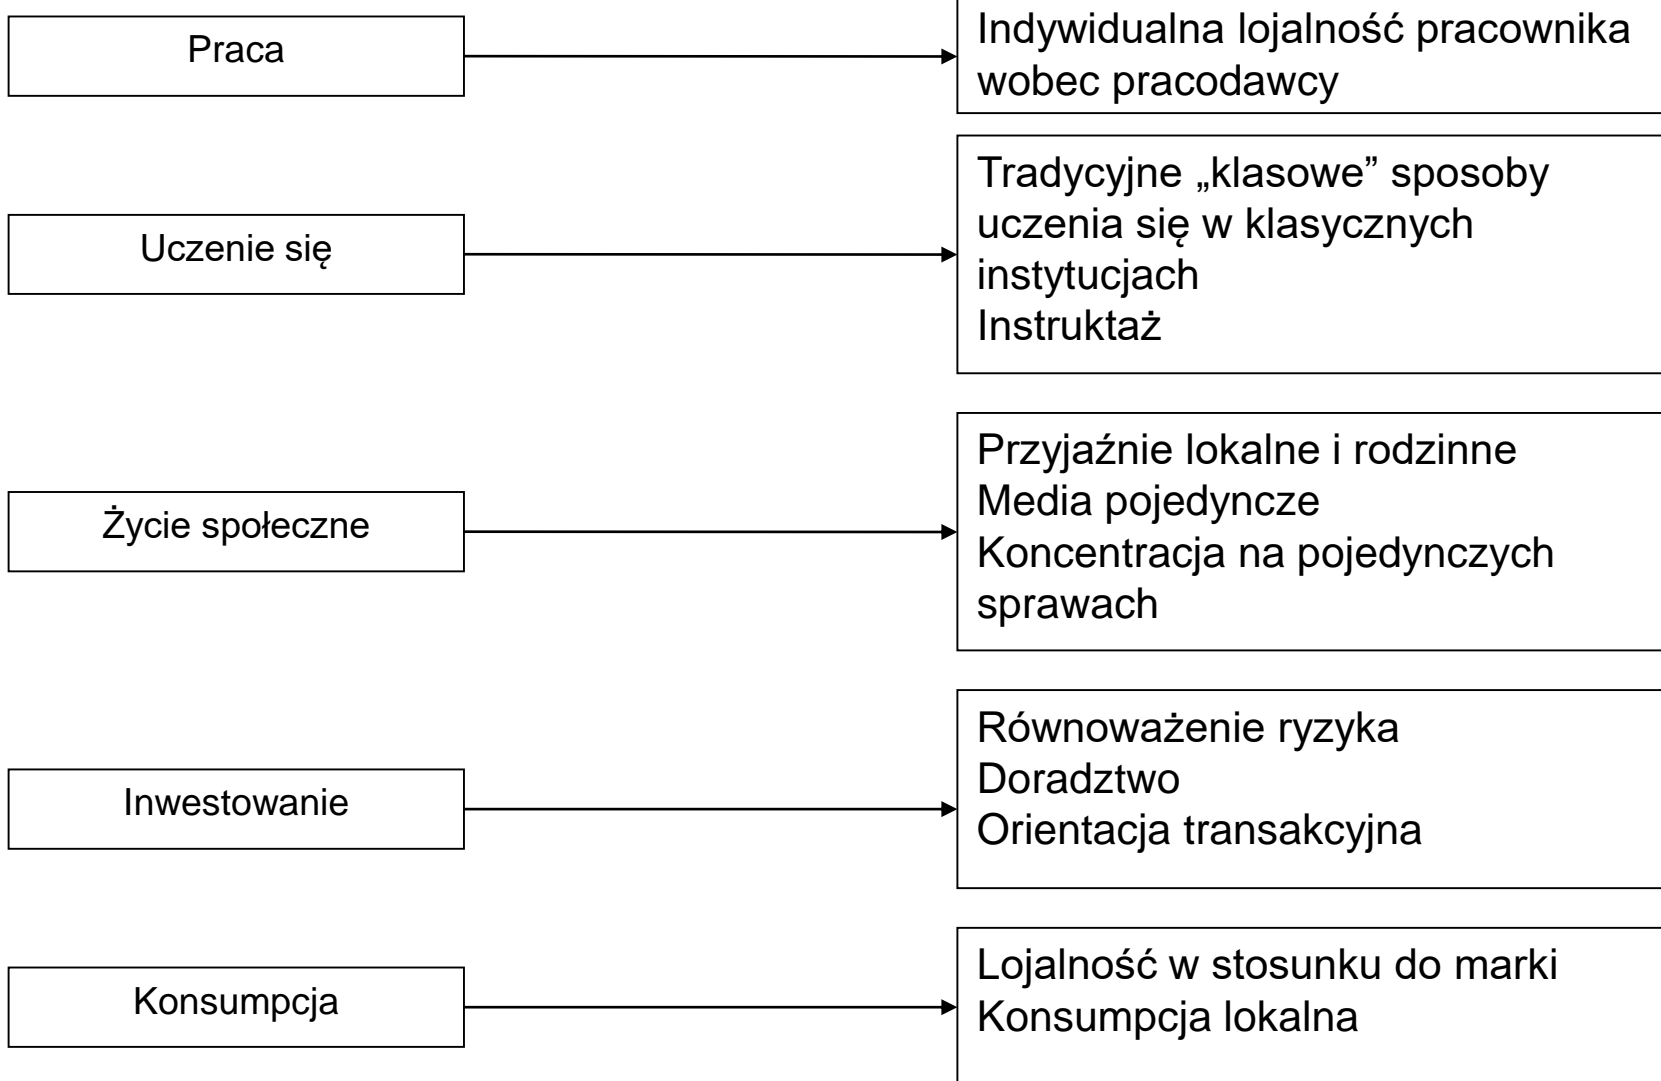 Praca
Indywidualna lojalność pracownika
wobec pracodawcy
Uczenie się
Tradycyjne „klasowe” sposoby
uczenia się w klasycznych
instytucjach
Instruktaż
Życie społeczne
Przyjaźnie lokalne i rodzinne
Media pojedyncze
Koncentracja na pojedynczych
sprawach
Inwestowanie
Równoważenie ryzyka
Doradztwo
Orientacja transakcyjna
Konsumpcja
Lojalność w stosunku do marki
Konsumpcja lokalna